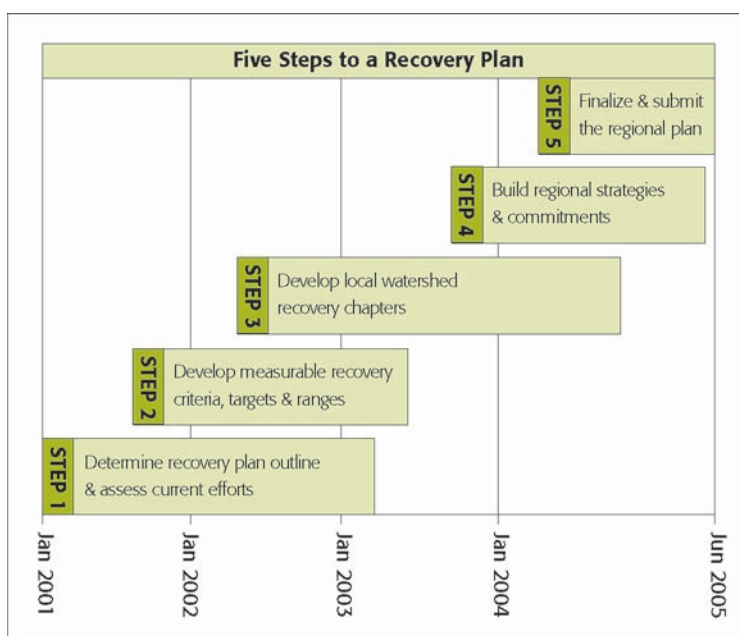 Five Steps to a Recovery Plan
STEP 5
Finalize & submit
the regional plan
STEP 4
Build regional strategies
& commitments
STEP 3
Develop local watershed
recovery chapters
STEP 2
Develop measurable recovery
criteria, targets & ranges
STEP 1
Determine recovery plan outline
& assess current efforts
Jan 2001
Jan 2002
Jan 2003
Jan 2004
Jun 2005